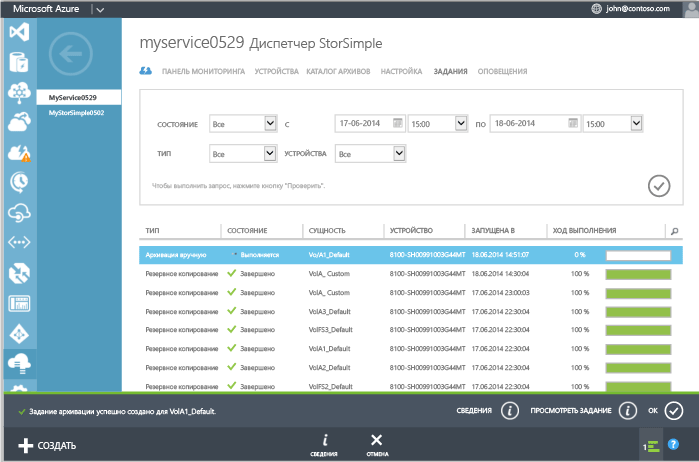 Microsoft Azure
john@contoso.com
myservice0529 Диспетчер StorSimple
ПАНЕЛЬ МОНИТОРИНГА УСТРОЙСТВА КАТАЛОГ АРХИВОВ НАСТРОЙКА ЗАДАНИЯ ОПОВЕЩЕНИЯ
MyService0529
MyStorSimple0502
СОСТОЯНИЕ Все С 17-06-2014 15:00 ПО 18-06-2014 15:00
ТИП Все УСТРОЙСТВА Все
Чтобы выполнить запрос, нажмите кнопку "Проверить".
ТИП СОСТОЯНИЕ СУЩНОСТЬ УСТРОЙСТВО ЗАПУЩЕНА В ХОД ВЫПОЛНЕНИЯ
Архивация вручную Выполняется VolA1_Default 8100-SH00991003G44MT 18.06.2014 14:51:07 0 %
Резервное копирование Завершено VolA_ Custom 8100-SH00991003G44MT 18.06.2014 14:30:04 100 %
Резервное копирование Завершено VolA_ Custom 8100-SH00991003G44MT 17.06.2014 23:00:03 100 %
Резервное копирование Завершено VolA3_Default 8100-SH00991003G44MT 17.06.2014 22:30:04 100 %
Резервное копирование Завершено VolFS3_Default 8100-SH00991003G44MT 17.06.2014 22:30:04 100 %
Резервное копирование Завершено VolA1_Default 8100-SH00991003G44MT 17.06.2014 22:30:04 100 %
Резервное копирование Завершено VolA2_Default 8100-SH00991003G44MT 17.06.2014 22:30:04 100 %
Резервное копирование Завершено VolFS2_Default 8100-SH00991003G44MT 17.06.2014 22:30:04 100 %
Задание архивации успешно создано для VolA1_Default. СВЕДЕНИЯ ПРОСМОТРЕТЬ ЗАДАНИЕ OK
СОЗДАТЬ СВЕДЕНИЯ ОТМЕНА 1 ?